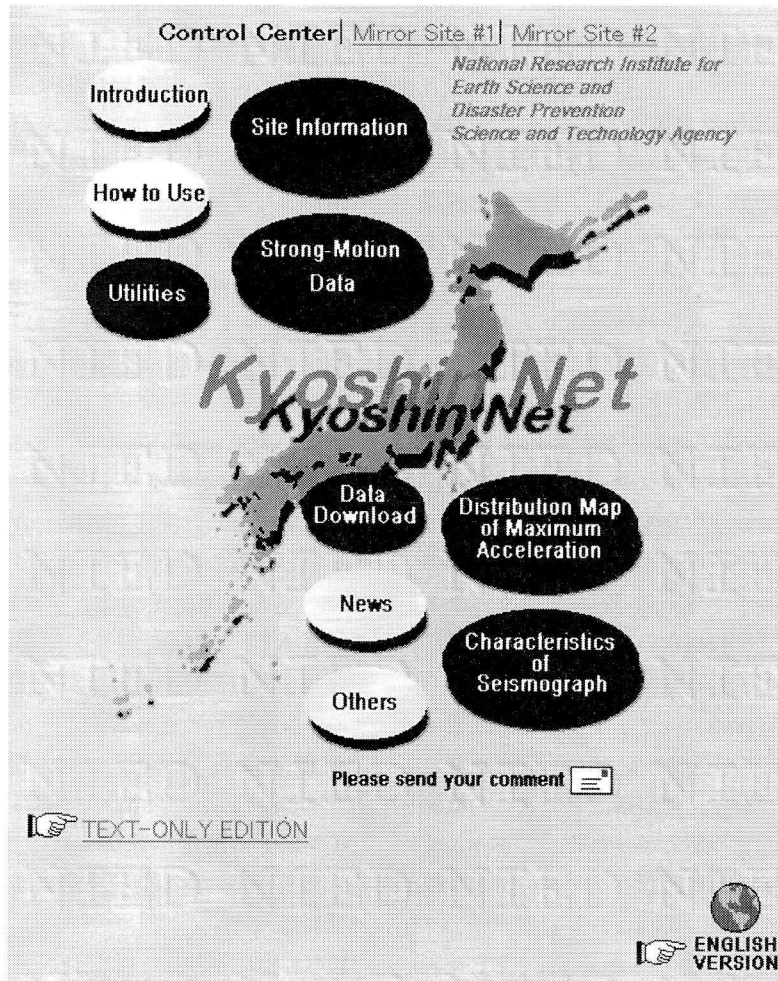 Control Center| Mirror Site #1| Mirror Site #2
National Research Institute for
Earth Science and
Disaster Prevention
Science and Technology Agency
Introduction
Site Information
How to Use
Strong-Motion
Data
Utilities
Kyoshin Net
Kyoshin Net
Data
Download
Distribution Map
of Maximum
Acceleration
News
Characteristics
of
Seismograph
Others
Please send your comment
TEXT-ONLY EDITION
ENGLISH
VERSION